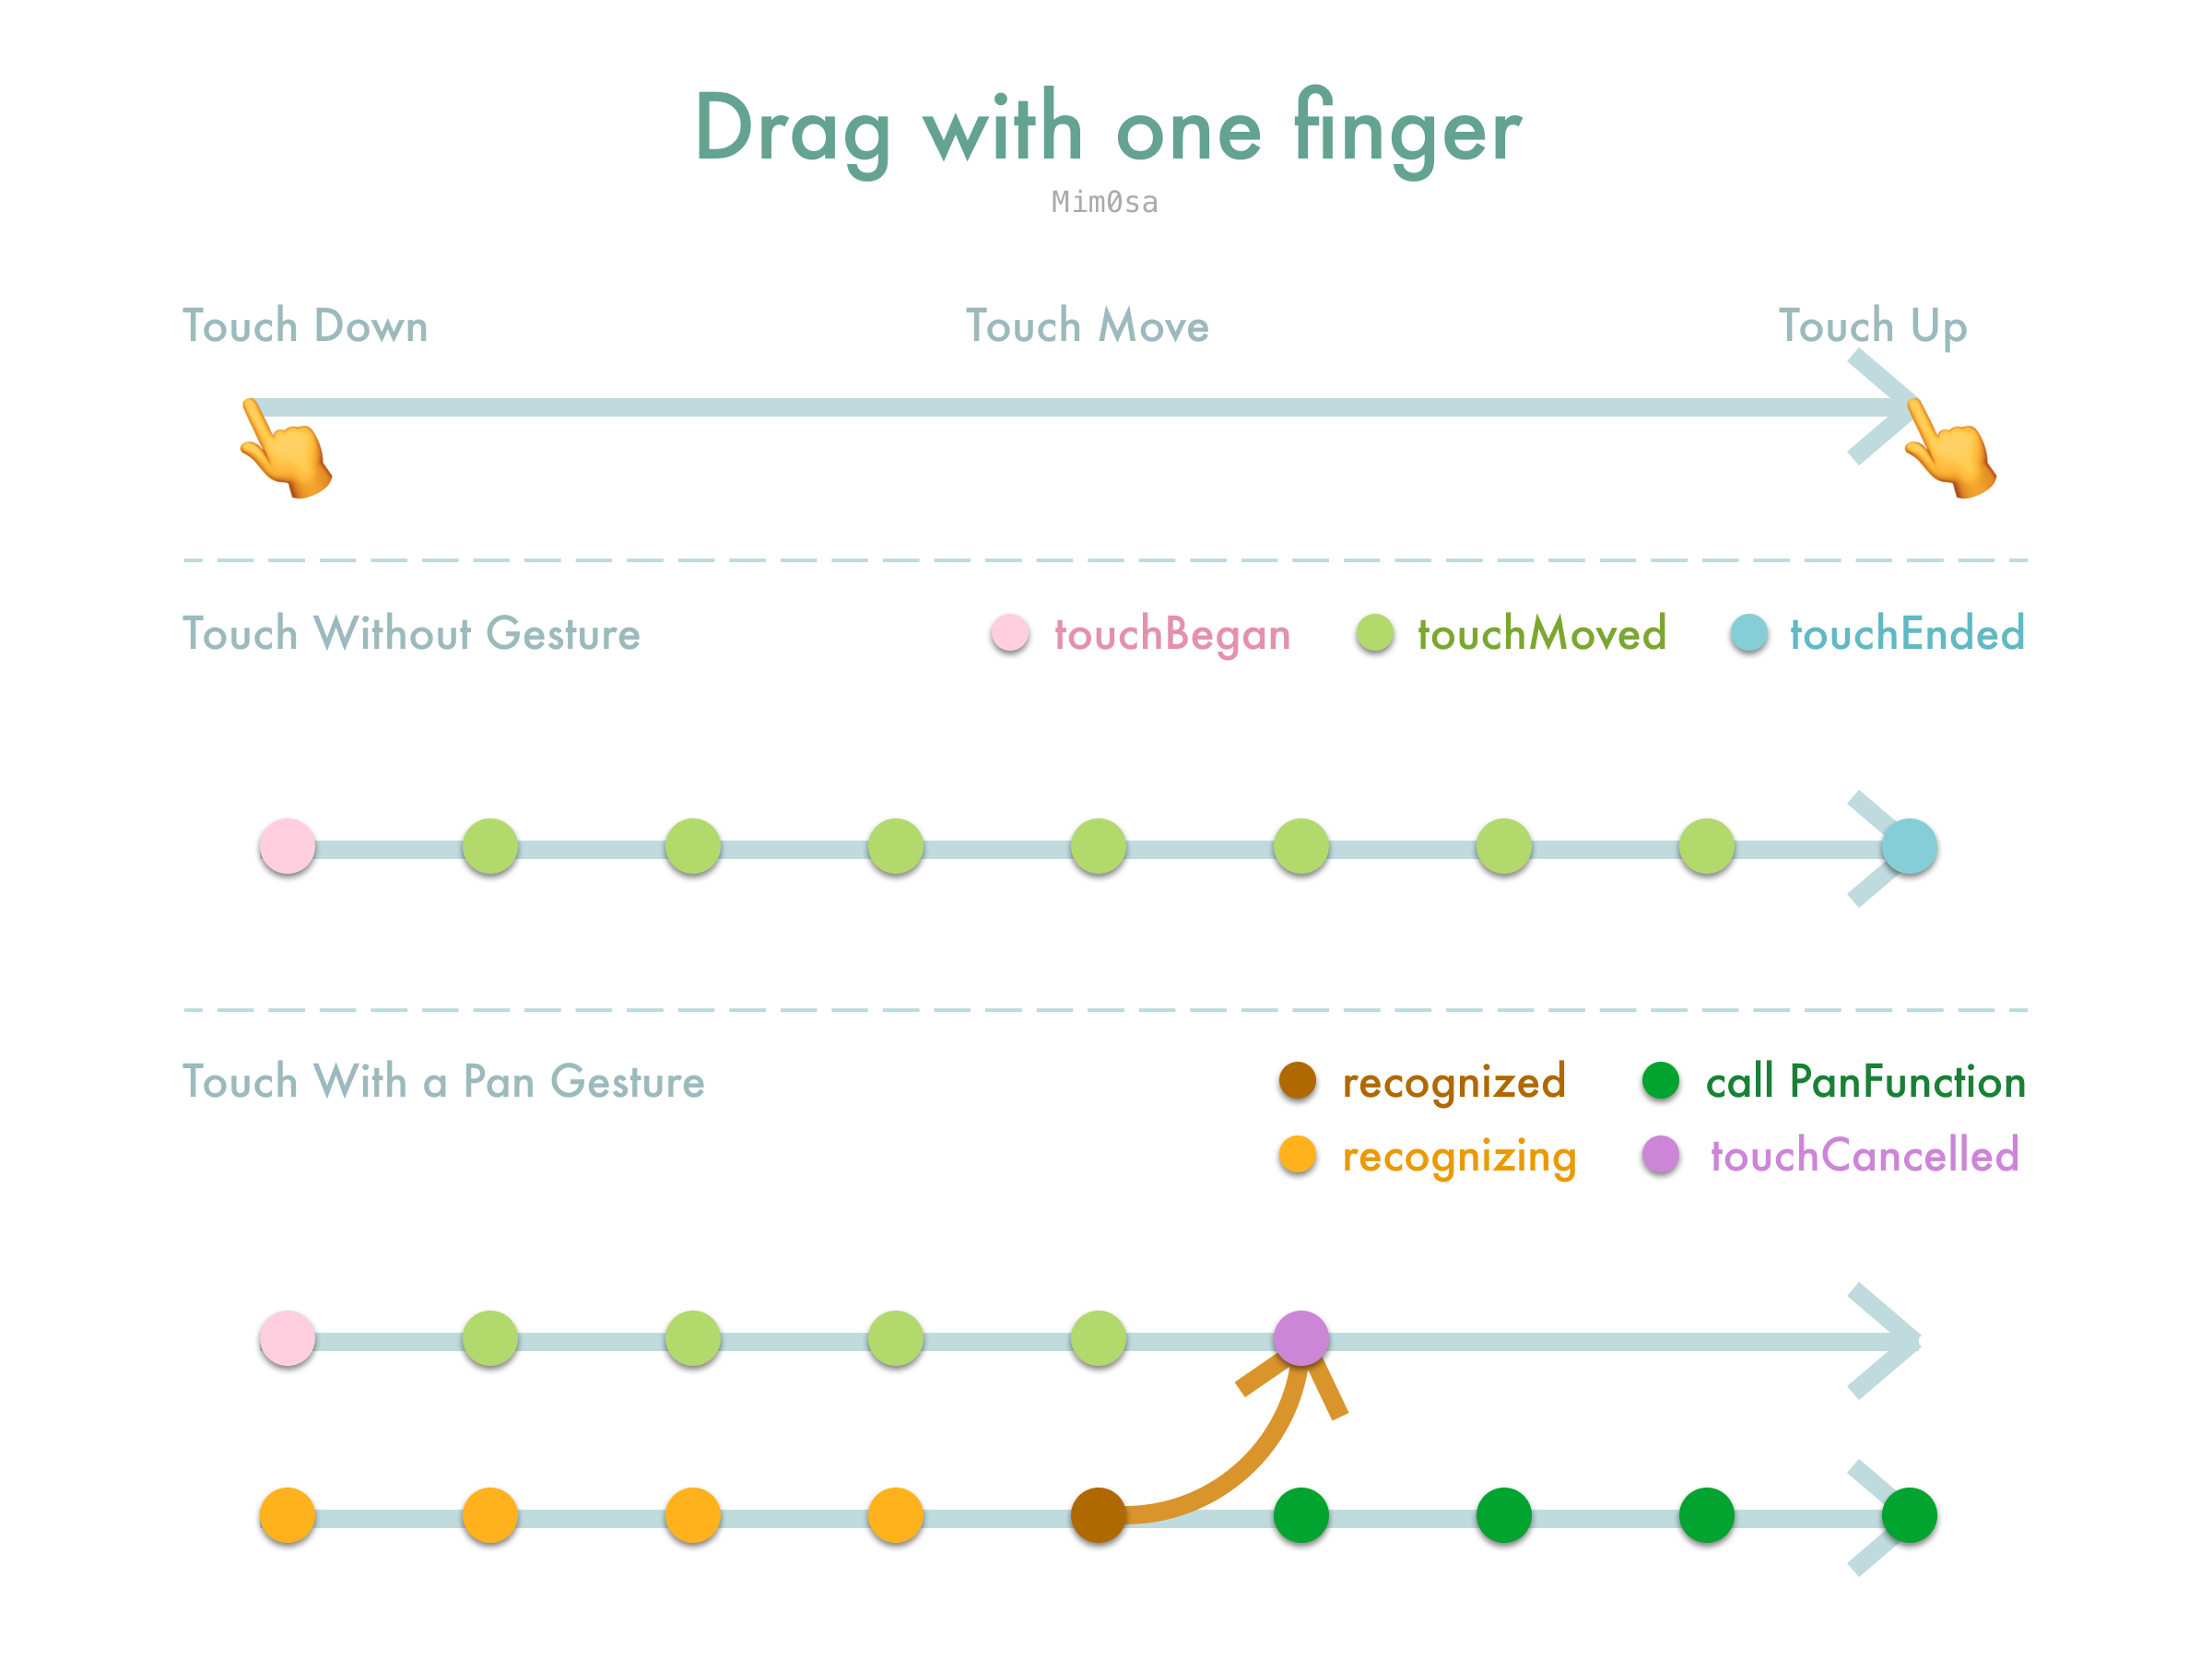 Drag with one finger
Mim0sa
Touch Down
Touch Move
Touch Up
Touch Without Gesture
touchBegan
touchMoved
touchEnded
Touch With a Pan Gesture
recognized
call PanFunction
recognizing
touchCancelled